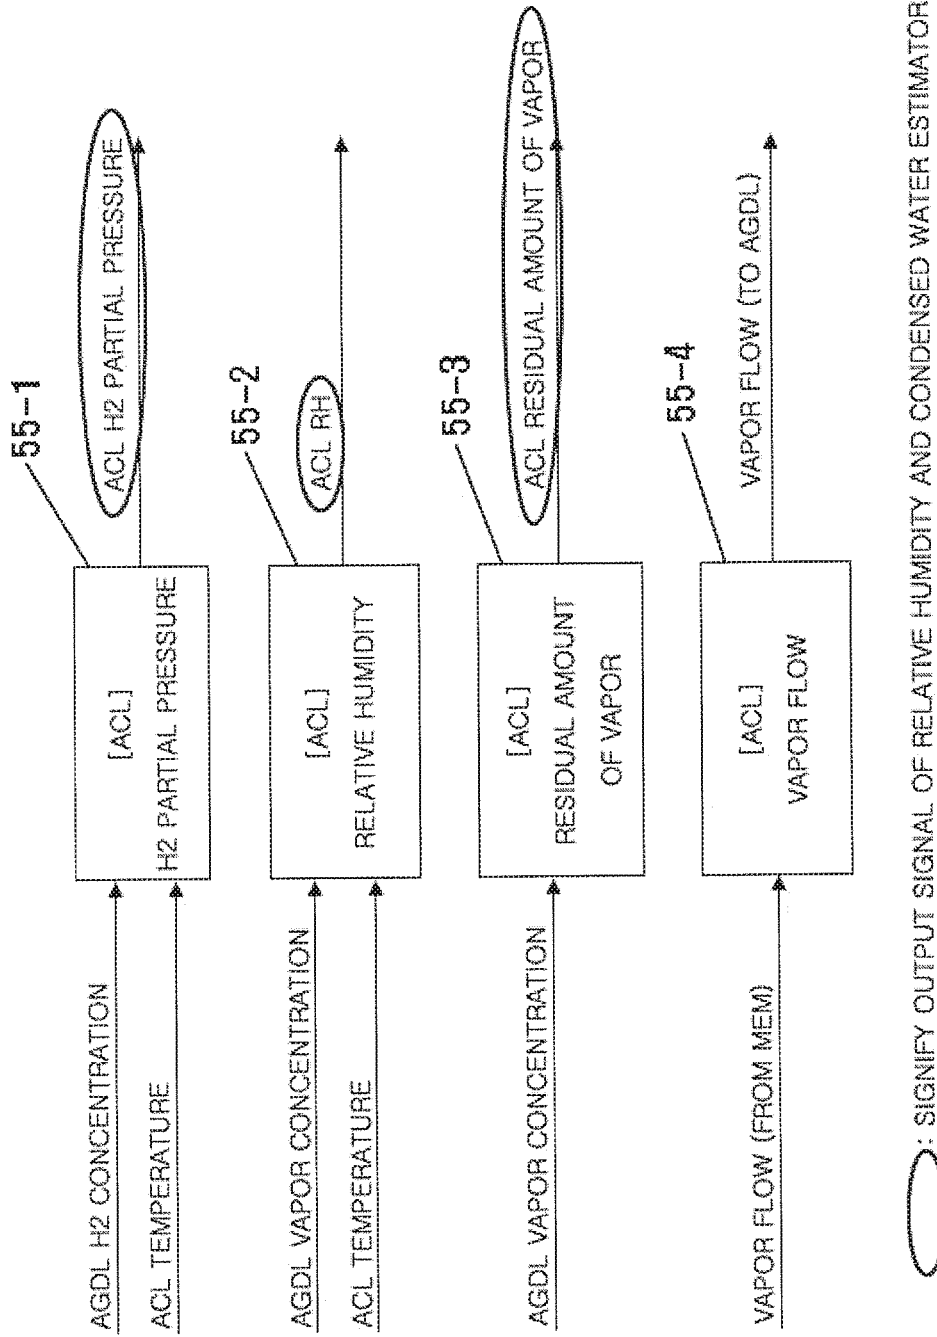 AGDL H2 CONCENTRATION
ACL TEMPERATURE
[ACL]
H2 PARTIAL PRESSURE
55-1
ACL H2 PARTIAL PRESSURE
AGDL VAPOR CONCENTRATION
ACL TEMPERATURE
[ACL]
RELATIVE HUMIDITY
55-2
ACL RH
AGDL VAPOR CONCENTRATION
[ACL]
RESIDUAL AMOUNT
OF VAPOR
55-3
ACL RESIDUAL AMOUNT OF VAPOR
VAPOR FLOW (FROM MEM)
[ACL]
VAPOR FLOW
55-4
VAPOR FLOW (TO AGDL)
: SIGNIFY OUTPUT SIGNAL OF RELATIVE HUMIDITY AND CONDENSED WATER ESTIMATOR